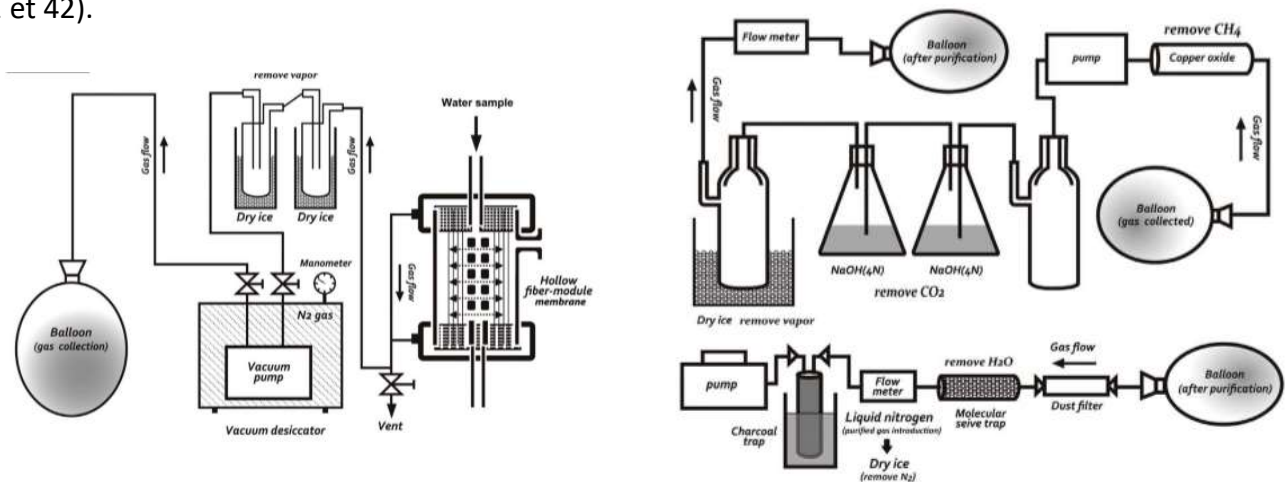 et 42).
remove vapor
Water sample
Gas flow
Gas flow
Dry ice
Dry ice
Manometer
Gas flow
N2 gas
Hollow
fiber-module
membrane
Balloon
(gas collection)
Vacuum
pump
Vent
Vacuum desiccator
Flow meter
Balloon
(after purification)
remove CH4
pump
Copper oxide
Gas flow
Gas flow
Balloon
(gas collected)
NaOH(4N)
NaOH(4N)
remove CO2
Dry ice remove vapor
Gas flow
remove H2O
pump
Flow
meter
Balloon
(after purification)
Dust filter
Charcoal
trap
Liquid nitrogen
(purified gas introduction)
Molecular
seive trap
Dry ice
(remove N2)